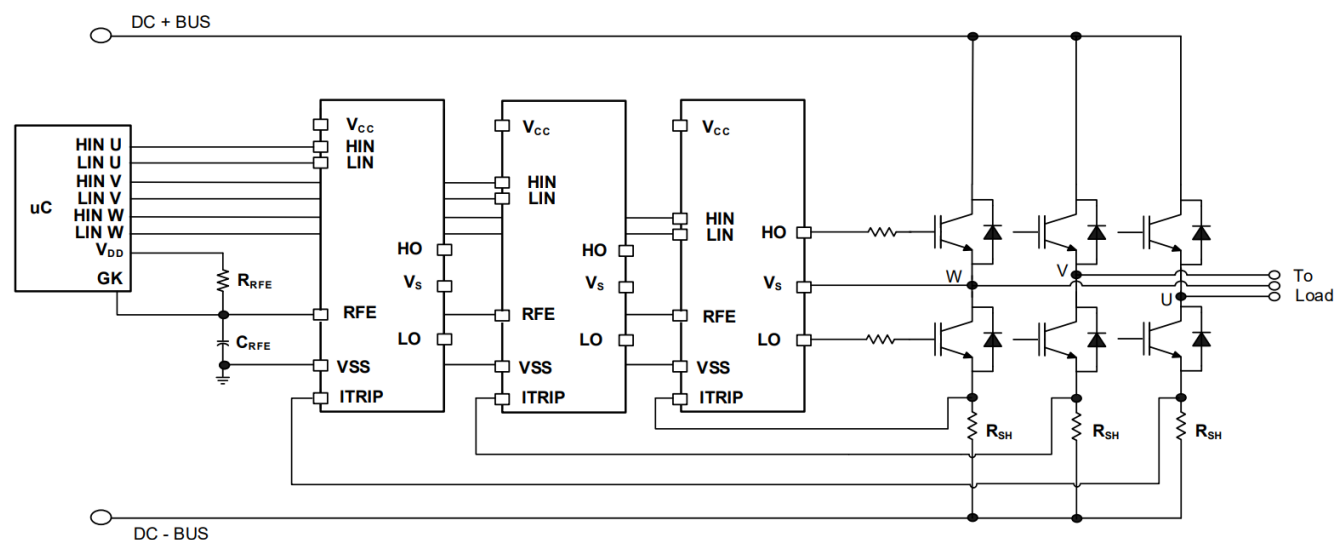 DC + BUS
uC
HIN U
LIN U
HIN V
LIN V
HIN W
LIN W
VDD
GK
RRFE
CRFE
VCC
HIN
LIN
HO
VS
RFE
LO
VSS
ITRIP
VCC
HIN
LIN
HO
VS
RFE
LO
VSS
ITRIP
VCC
HIN
LIN
HO
VS
RFE
LO
VSS
ITRIP
W
V
U
To
Load
RSH
RSH
RSH
DC - BUS